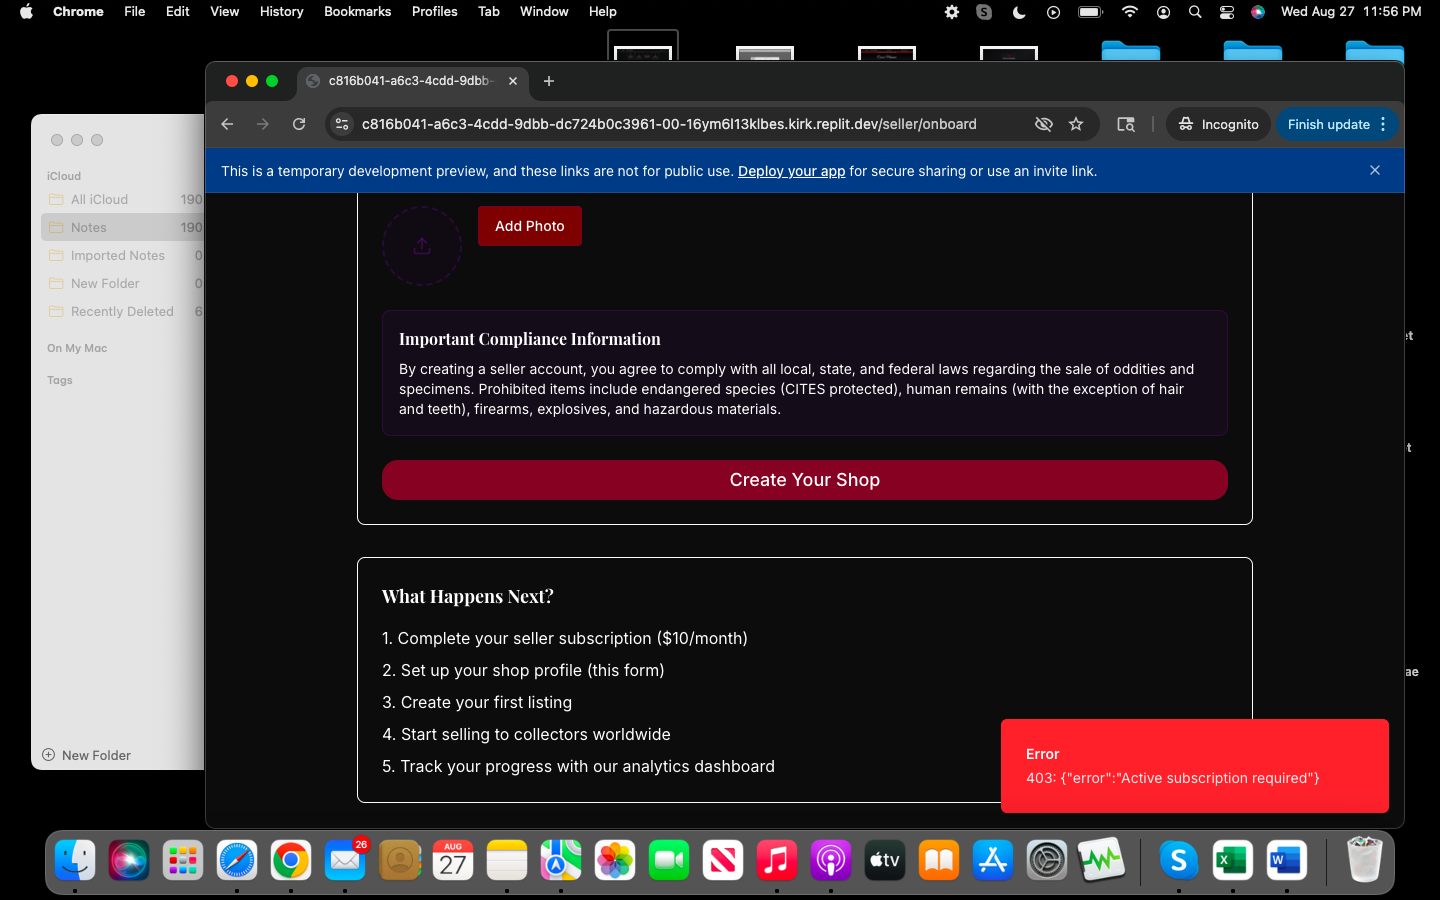 Chrome File Edit View History Bookmarks Profiles Tab Window Help
S
Wed Aug 27 11:56 PM
c816b041-a6c3-4cdd-9dbb-
c816b041-a6c3-4cdd-9dbb-dc724b0c3961-00-16ym6l13klbes.kirk.replit.dev/seller/onboard
Incognito
Finish update
This is a temporary development preview, and these links are not for public use. Deploy your app for secure sharing or use an invite link.
iCloud
All iCloud 190
Notes 190
Imported Notes 0
New Folder 0
Recently Deleted 6
On My Mac
Tags
New Folder
Add Photo
Important Compliance Information
By creating a seller account, you agree to comply with all local, state, and federal laws regarding the sale of oddities and
specimens. Prohibited items include endangered species (CITES protected), human remains (with the exception of hair
and teeth), firearms, explosives, and hazardous materials.
Create Your Shop
What Happens Next?
1. Complete your seller subscription ($10/month)
2. Set up your shop profile (this form)
3. Create your first listing
4. Start selling to collectors worldwide
5. Track your progress with our analytics dashboard
Error
403: {"error":"Active subscription required"}
et
t
ae
26
AUG
27
tv
S
X
W